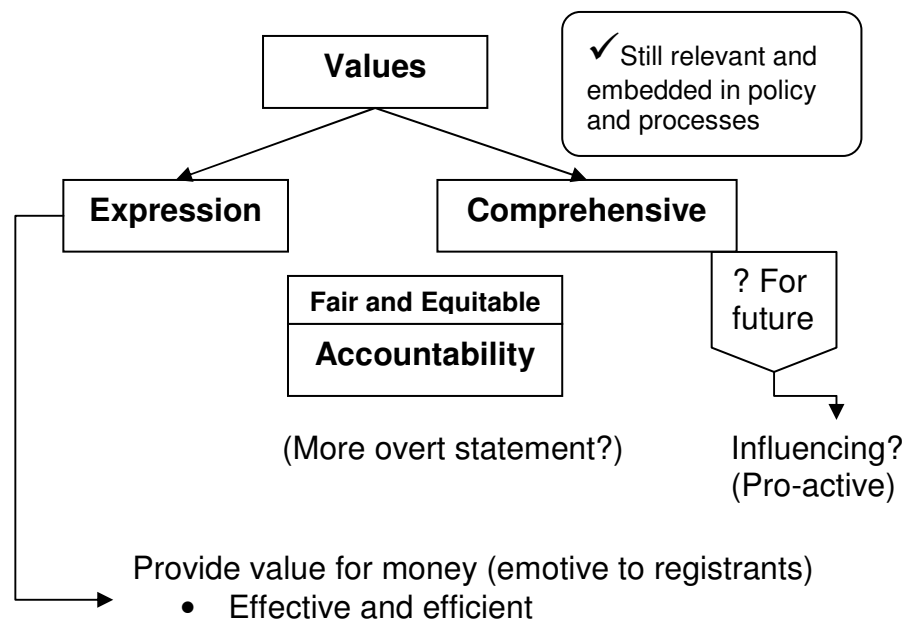 Values
✓Still relevant and
embedded in policy
and processes
Expression
Comprehensive
Fair and Equitable
Accountability
? For
future
(More overt statement?)
Influencing?
(Pro-active)
Provide value for money (emotive to registrants)
• Effective and efficient